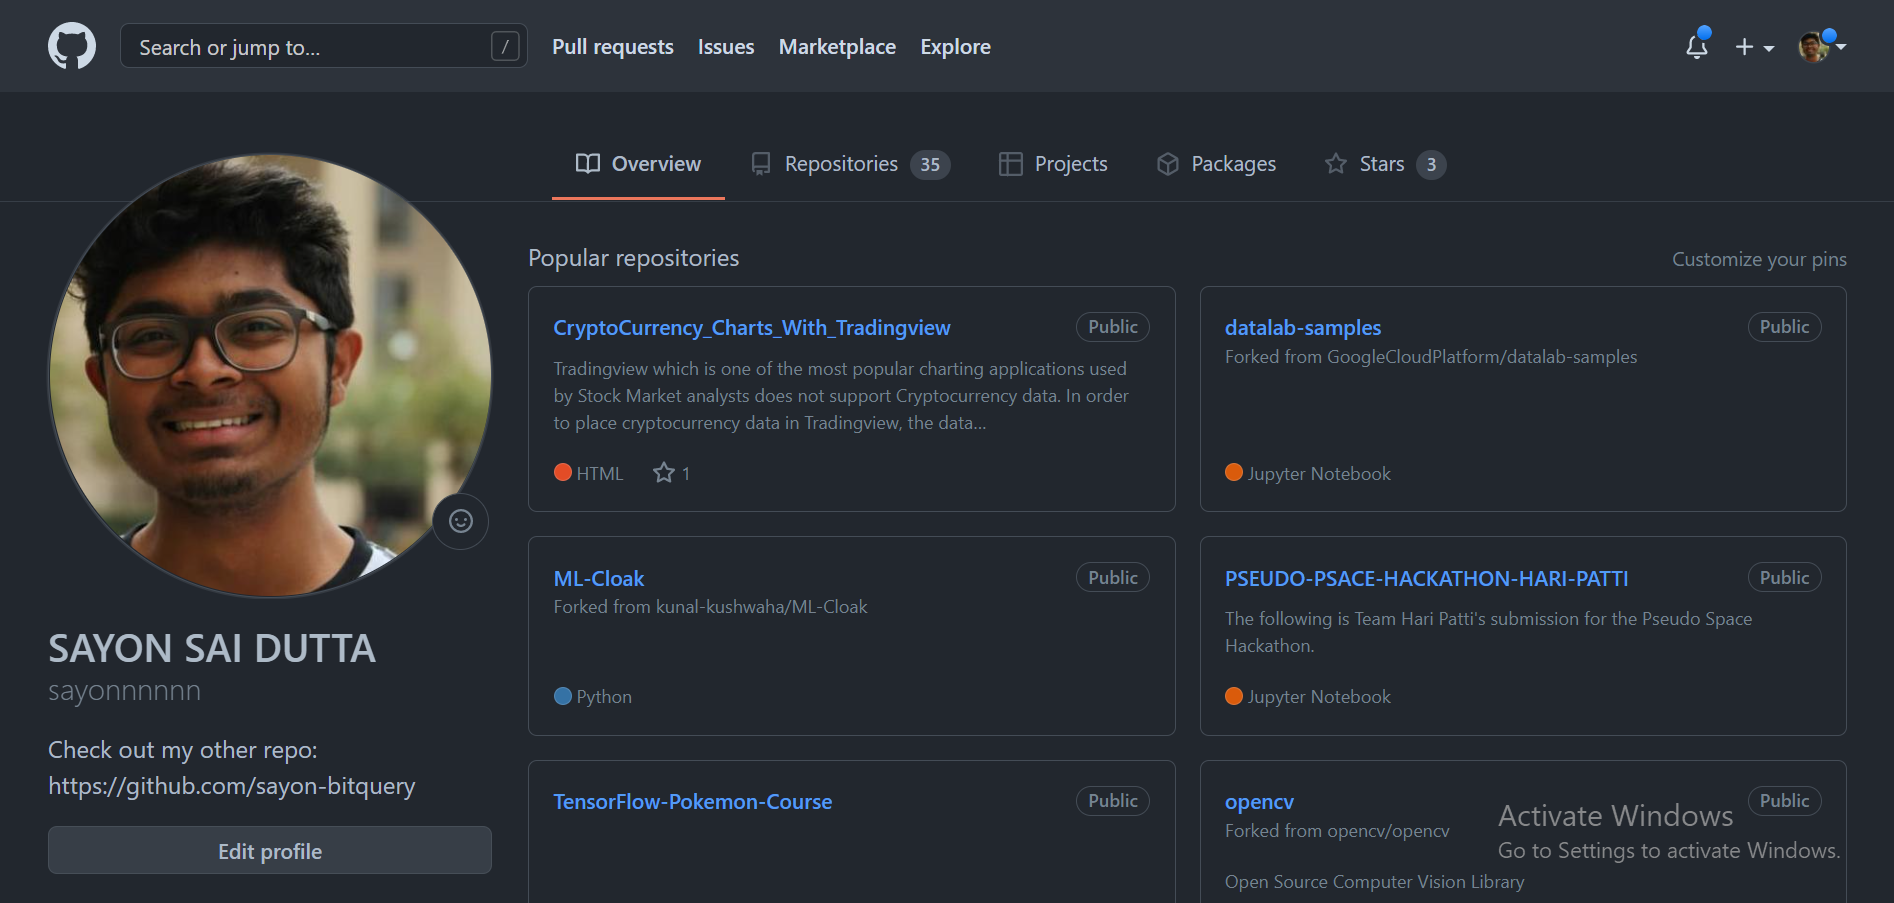 Search or jump to...
/
Pull requests
Issues
Marketplace
Explore
Overview
Repositories 35
Projects
Packages
Stars 3
SAYON SAI DUTTA
sayonnnnnn
Check out my other repo:
https://github.com/sayon-bitquery
Edit profile
Popular repositories
Customize your pins
CryptoCurrency_Charts_With_Tradingview
Public
Tradingview which is one of the most popular charting applications used
by Stock Market analysts does not support Cryptocurrency data. In order
to place cryptocurrency data in Tradingview, the data...
HTML
1
datalab-samples
Public
Forked from GoogleCloudPlatform/datalab-samples
Jupyter Notebook
ML-Cloak
Public
Forked from kunal-kushwaha/ML-Cloak
Python
PSEUDO-PSACE-HACKATHON-HARI-PATTI
Public
The following is Team Hari Patti's submission for the Pseudo Space
Hackathon.
Jupyter Notebook
TensorFlow-Pokemon-Course
Public
opencv
Public
Forked from opencv/opencv
Open Source Computer Vision Library
Activate Windows
Go to Settings to activate Windows.